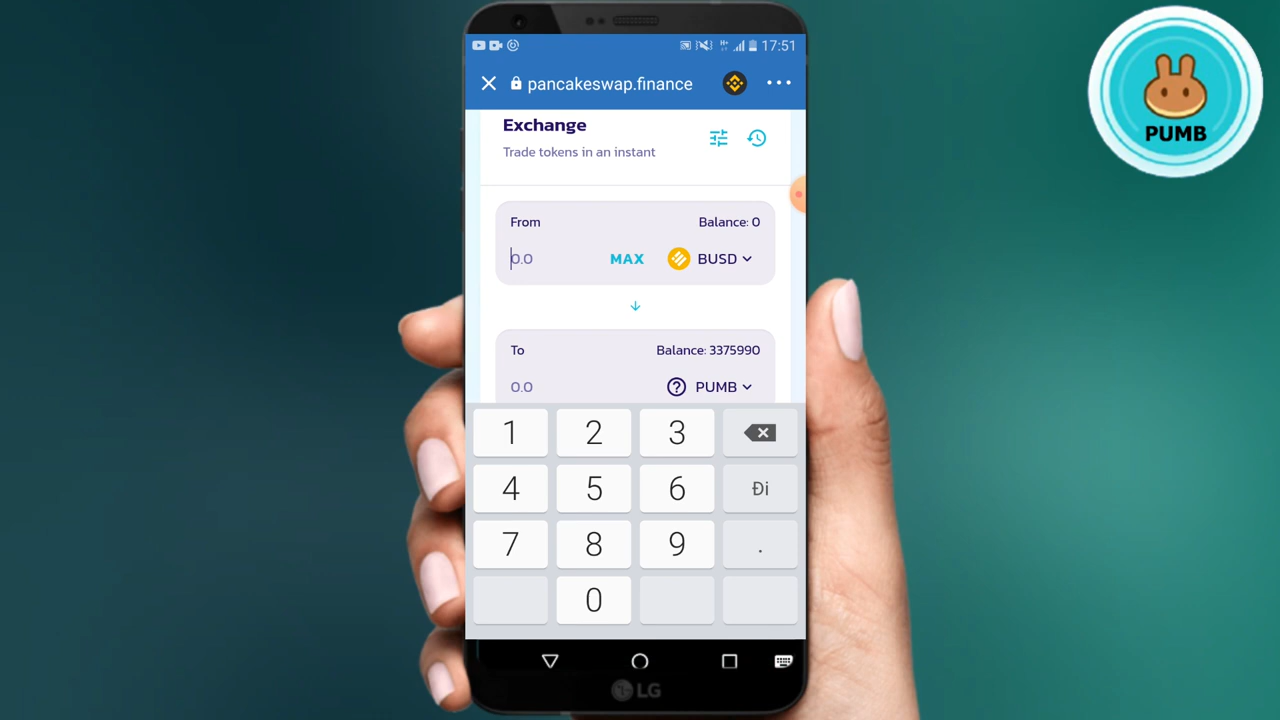 17:51
pancakeswap.finance
PUMB
Exchange
Trade tokens in an instant
From Balance: 0
0.0 MAX BUSD
To Balance: 3375990
0.0 PUMB
1 2 3
4 5 6 Đi
7 8 9 .
0
LG